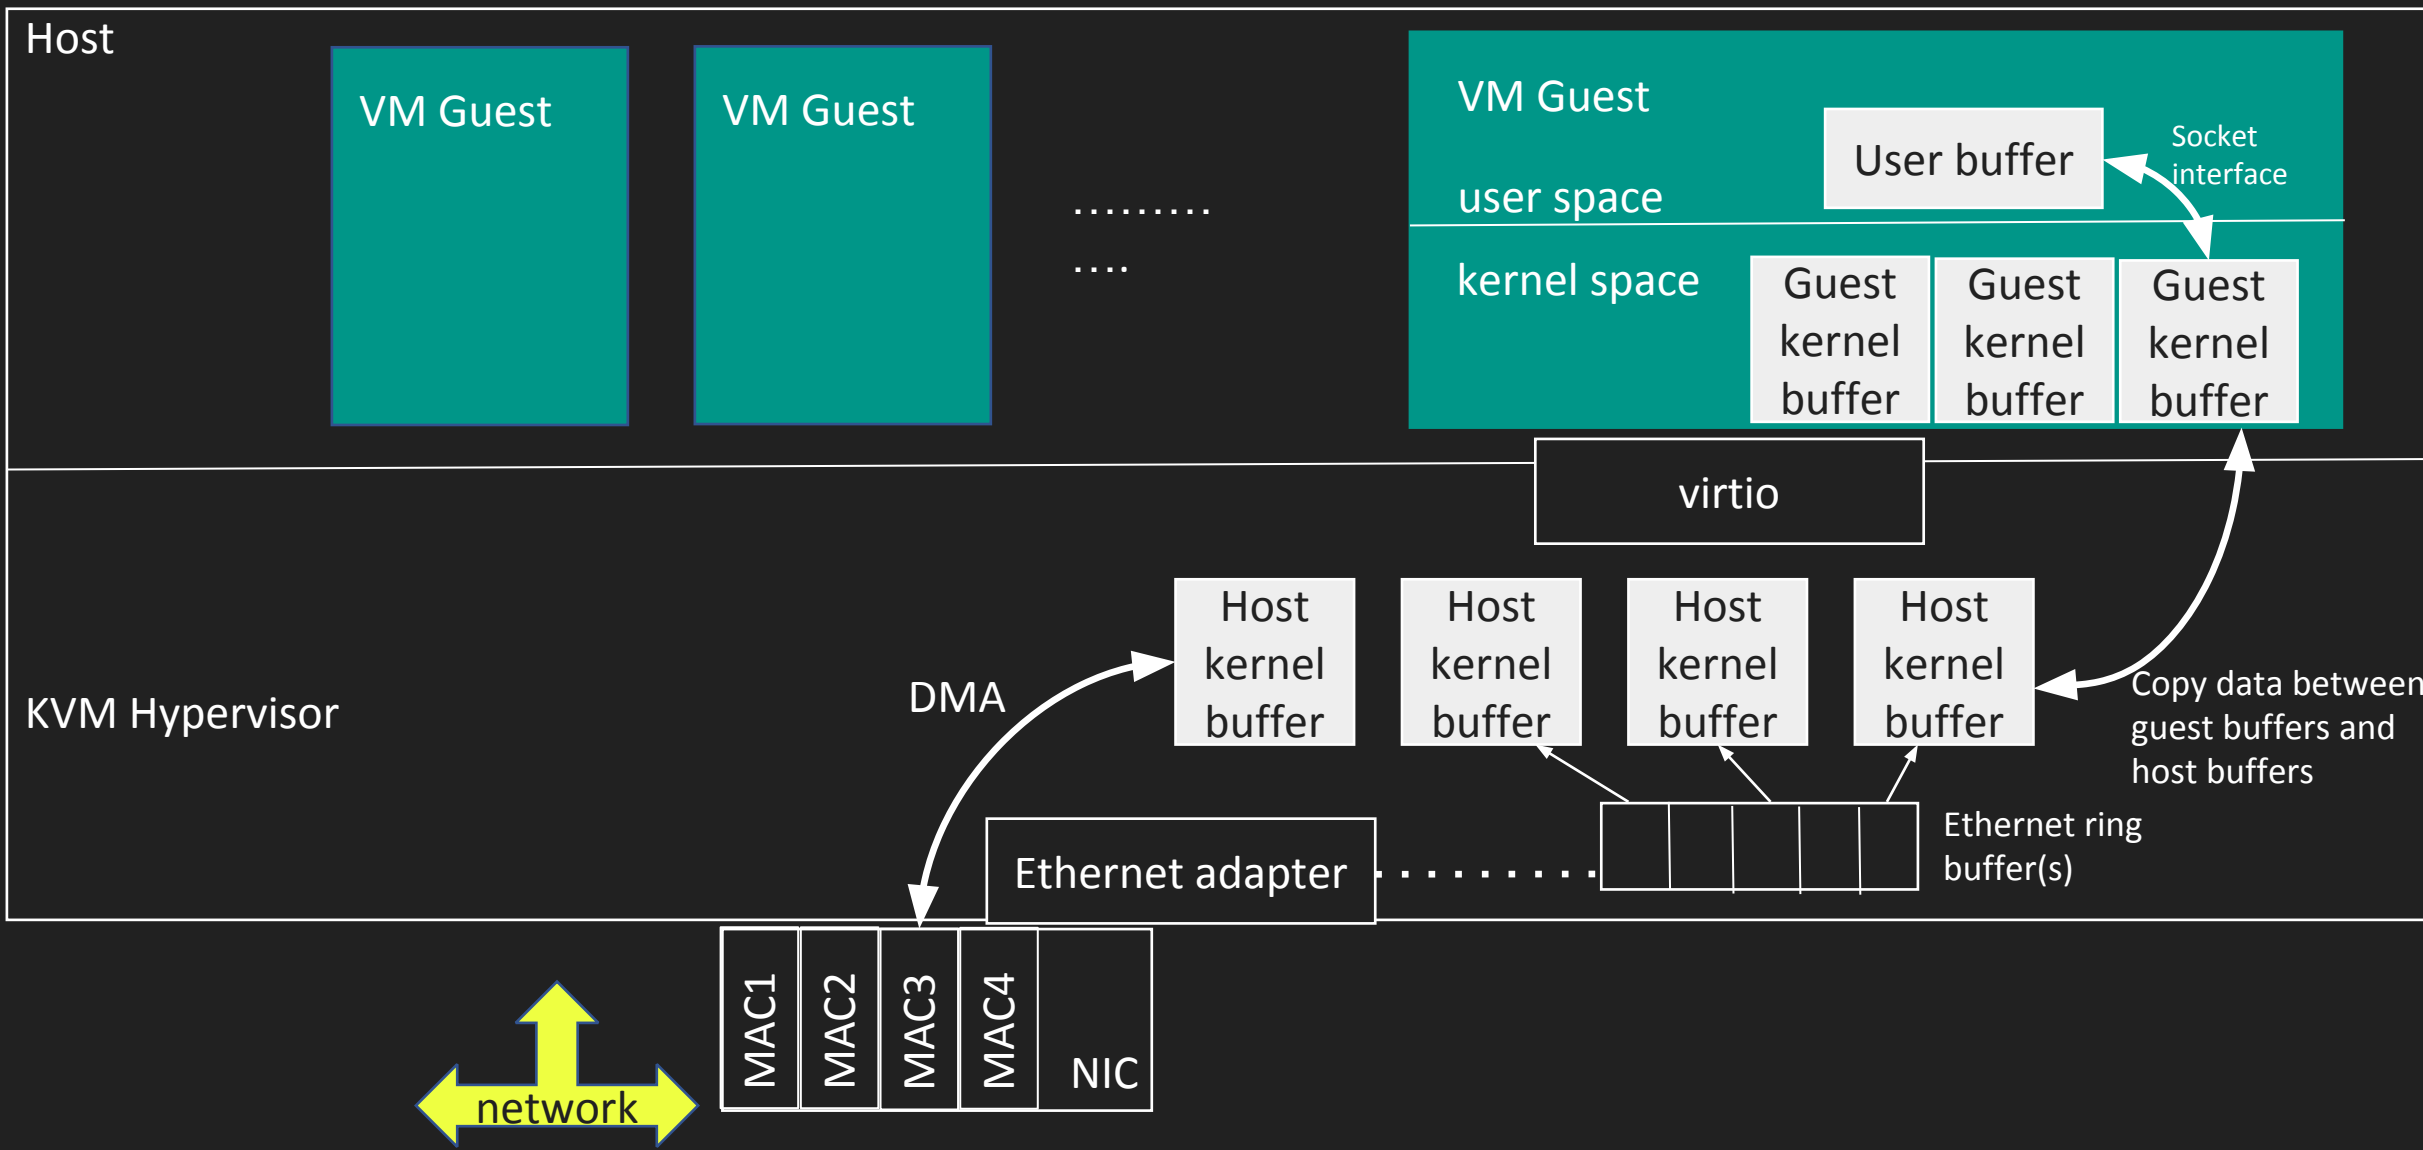 Host
VM Guest
VM Guest
.........
....
VM Guest
user space
User buffer
Socket
interface
kernel space
Guest
kernel
buffer
Guest
kernel
buffer
Guest
kernel
buffer
virtio
KVM Hypervisor
DMA
Host
kernel
buffer
Host
kernel
buffer
Host
kernel
buffer
Host
kernel
buffer
Copy data between
guest buffers and
host buffers
Ethernet adapter
Ethernet ring
buffer(s)
MAC1
MAC2
MAC3
MAC4
NIC
network